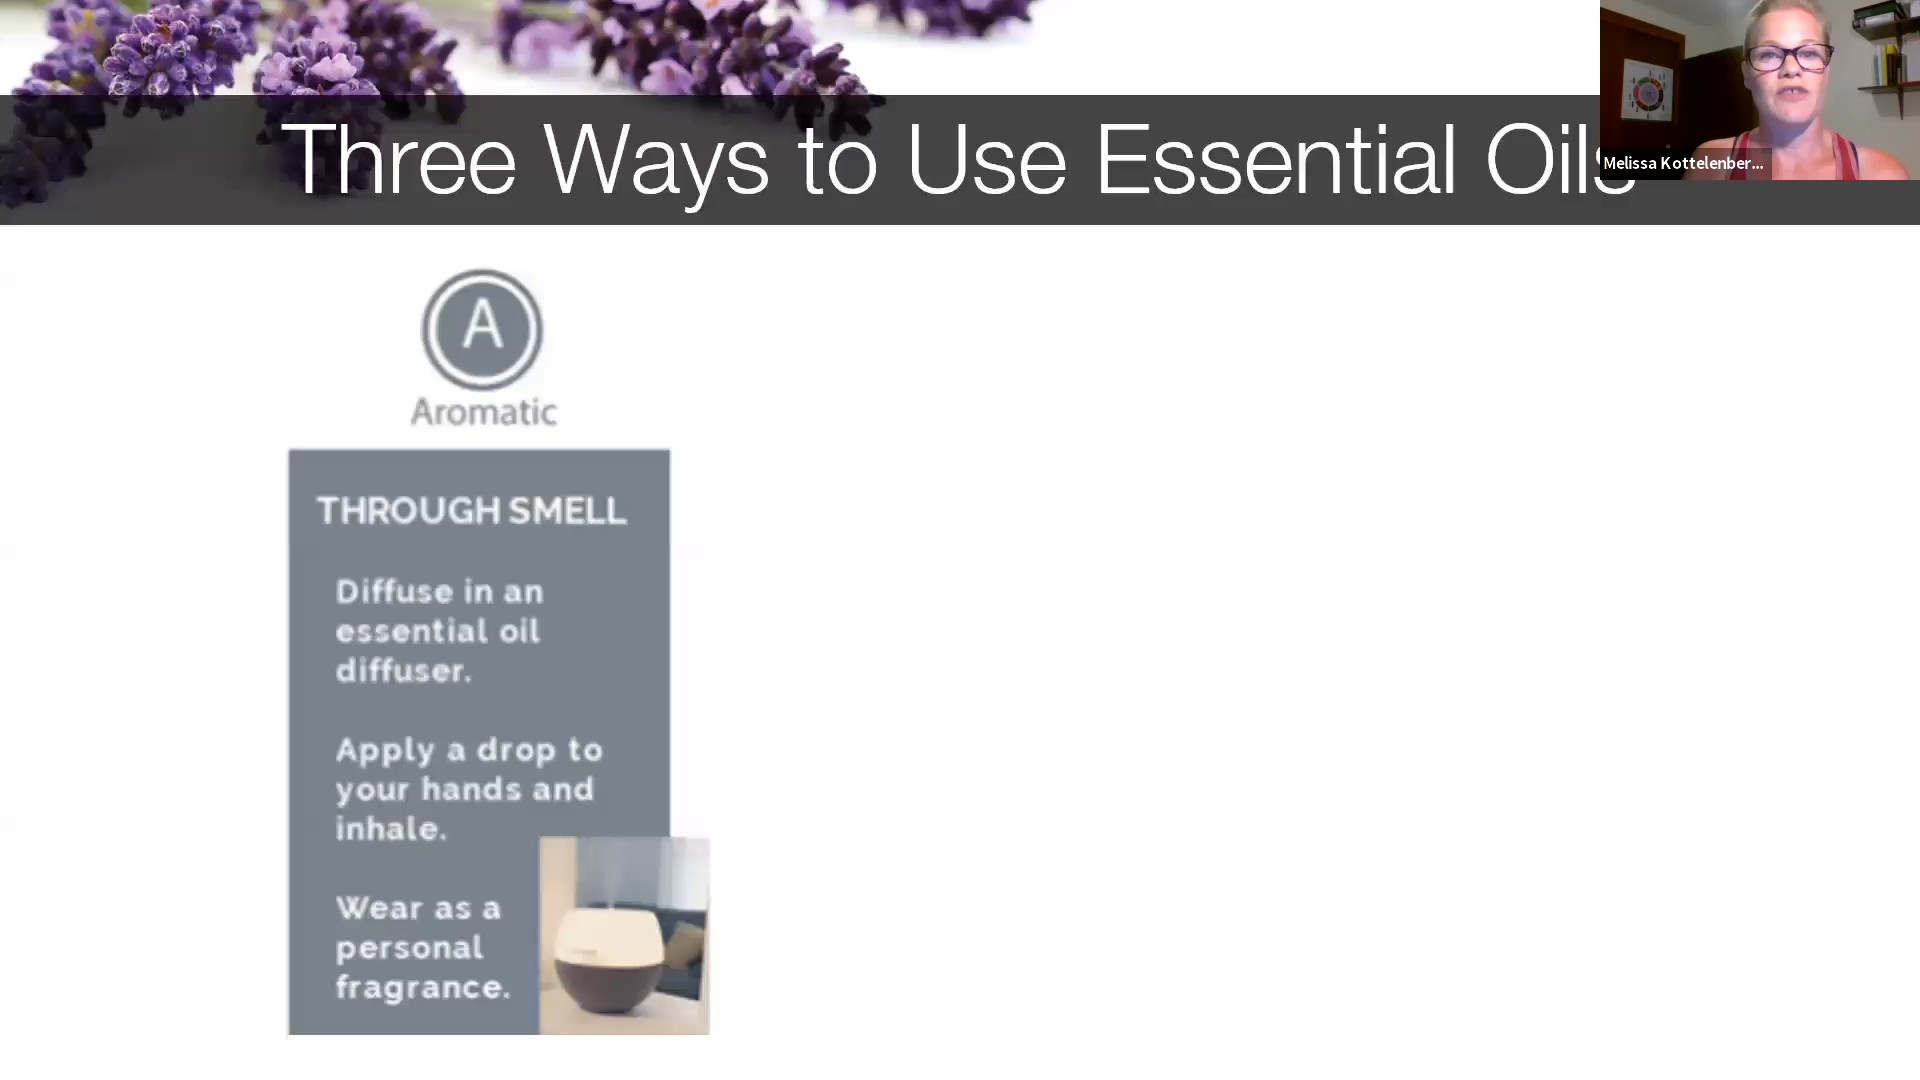 Three Ways to Use Essential Oils
Melissa Kottelenber...
A
Aromatic
THROUGH SMELL
Diffuse in an
essential oil
diffuser.
Apply a drop to
your hands and
inhale.
Wear as a
personal
fragrance.